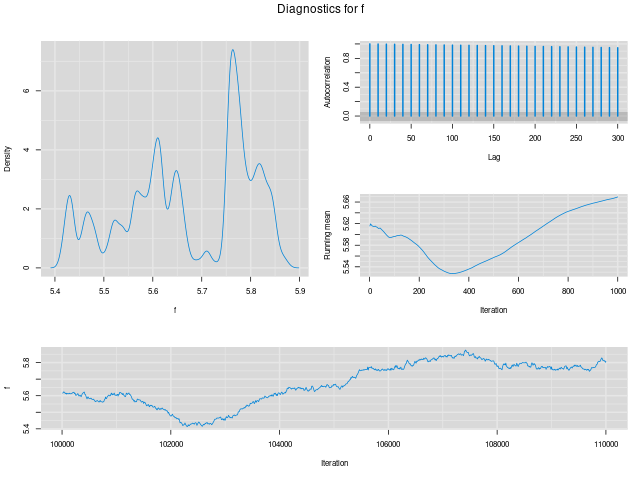 Diagnostics for f
Density
0 2 4 6
5.4 5.5 5.6 5.7 5.8 5.9
f
Autocorrelation
0.0 0.4 0.8
0 50 100 150 200 250 300
Lag
Running mean
5.54 5.58 5.62 5.66
0 200 400 600 800 1000
Iteration
f
5.4 5.6 5.8
100000 102000 104000 106000 108000 110000
Iteration